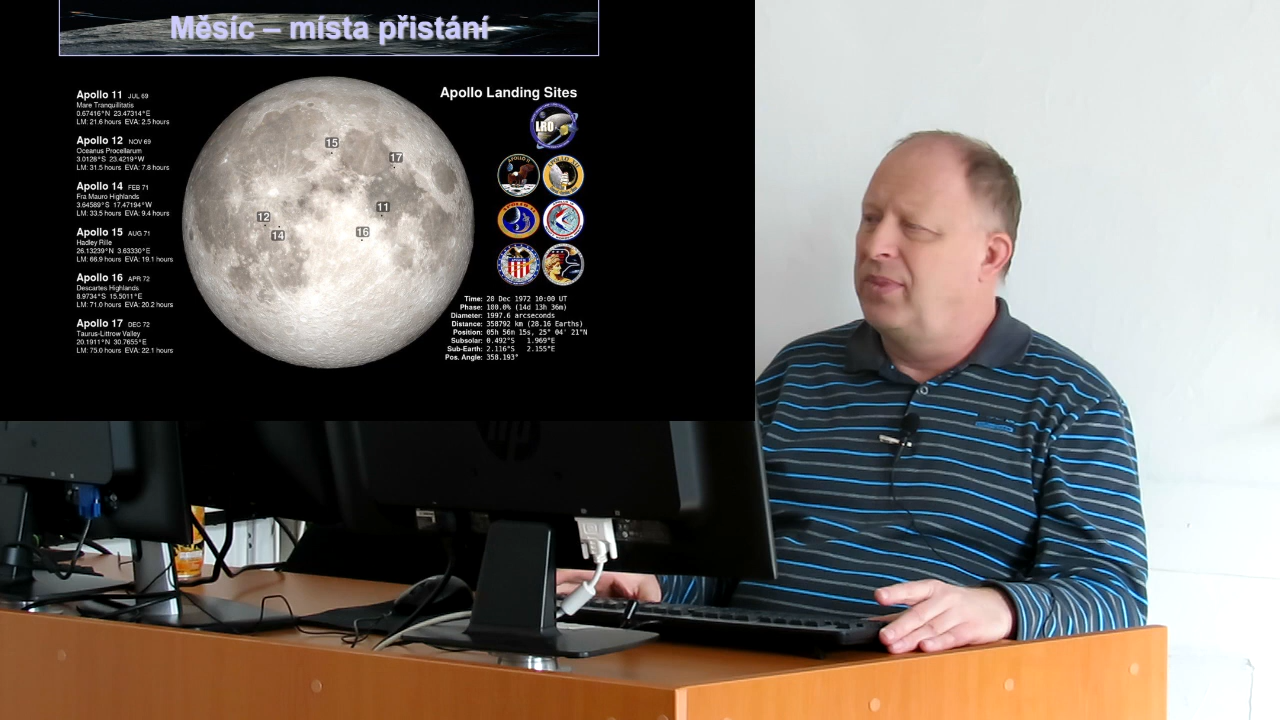 Měsíc – místa přistání
Apollo 11 JUL 69
Mare Tranquillitatis
0.67416°N 23.47314°E
LM: 21.6 hours EVA: 2.5 hours
Apollo 12 NOV 69
Oceanus Procellarum
3.0128°S 23.4219°W
LM: 31.5 hours EVA: 7.8 hours
Apollo 14 FEB 71
Fra Mauro Highlands
3.64589°S 17.47194°W
LM: 33.5 hours EVA: 9.4 hours
Apollo 15 AUG 71
Hadley Rille
26.13239°N 3.63330°E
LM: 66.9 hours EVA: 19.1 hours
Apollo 16 APR 72
Descartes Highlands
8.9734°S 15.5011°E
LM: 71.0 hours EVA: 20.2 hours
Apollo 17 DEC 72
Taurus-Littrow Valley
20.1911°N 30.7655°E
LM: 75.0 hours EVA: 22.1 hours
15
17
11
12
14
16
Apollo Landing Sites
LRO
Time: 20 Dec 1972 10:00 UT
Phase: 100.0% (14d 13h 36m)
Diameter: 1997.6 arcseconds
Distance: 358792 km (28.16 Earths)
Position: 05h 56m 15s, 25° 04' 21"N
Subsolar: 0.492°S 1.969°E
Sub-Earth: 2.116°S 2.155°E
Pos. Angle: 358.193°
hp